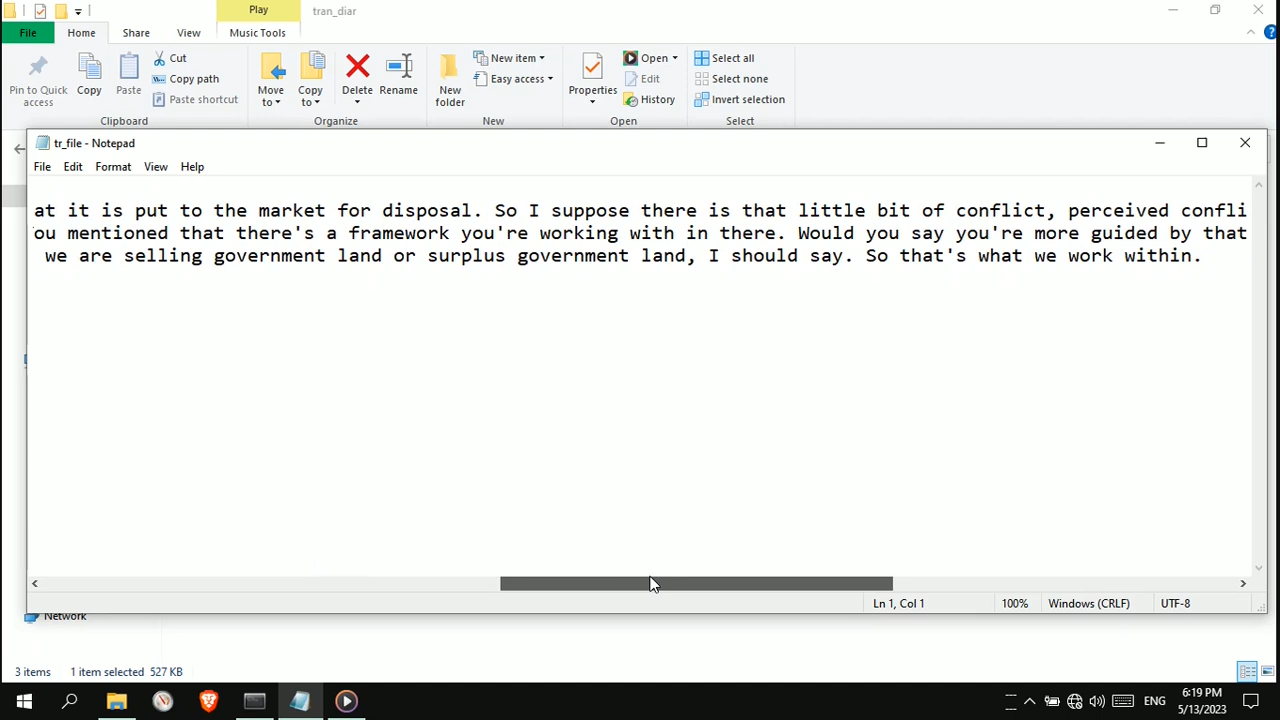 Play
tran_diar
File
Home
Share
View
Music Tools
Pin to Quick access
Copy
Paste
Cut
Copy path
Paste shortcut
Move to
Copy to
Delete
Rename
New folder
New item
Easy access
Properties
Open
Edit
History
Select all
Select none
Invert selection
Clipboard
Organize
New
Open
Select
tr_file - Notepad
File Edit Format View Help
at it is put to the market for disposal. So I suppose there is that little bit of conflict, perceived confli
ou mentioned that there's a framework you're working with in there. Would you say you're more guided by that
we are selling government land or surplus government land, I should say. So that's what we work within.
Ln 1, Col 1
100%
Windows (CRLF)
UTF-8
Network
3 items
1 item selected 527 KB
ENG
6:19 PM
5/13/2023